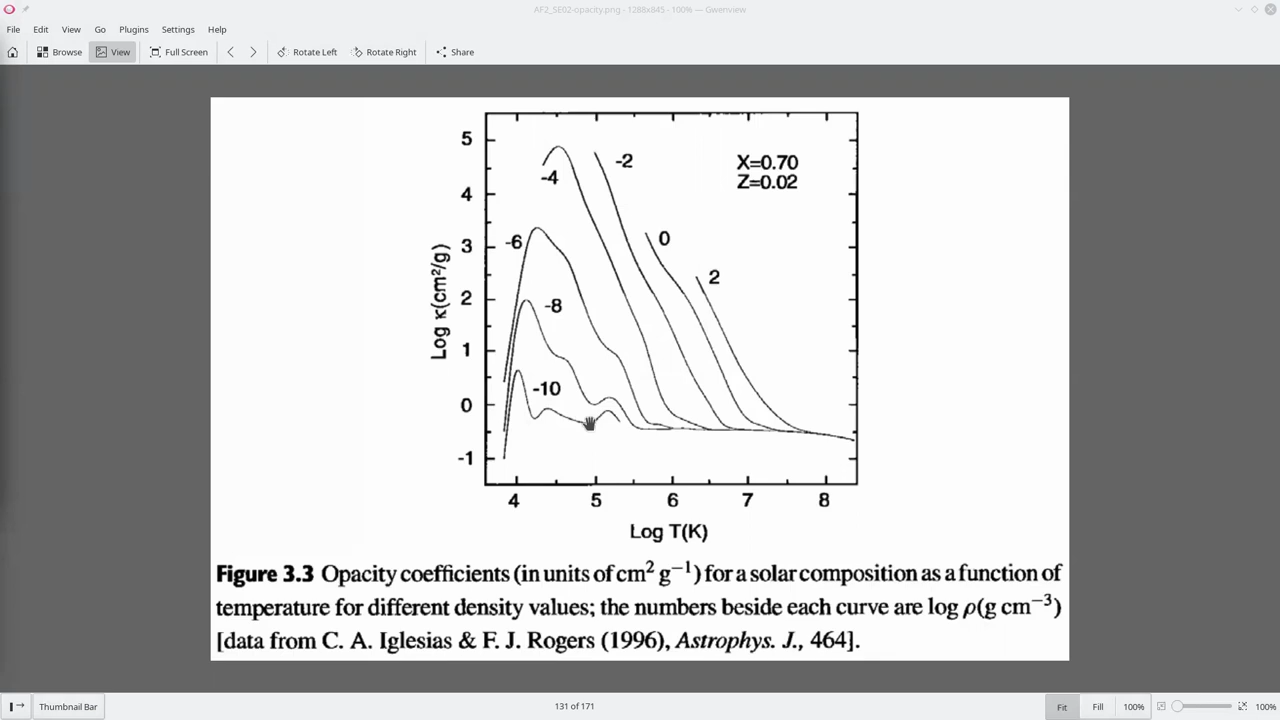 AF2_SE02-opacity.png - 1288x845 - 100% — Gwenview
File Edit View Go Plugins Settings Help
Browse View Full Screen Rotate Left Rotate Right Share
5
4
3
2
1
0
-1
Log κ(cm²/g)
-4
-2
X=0.70
Z=0.02
-6
0
2
-8
-10
4 5 6 7 8
Log T(K)
Figure 3.3 Opacity coefficients (in units of cm² g⁻¹) for a solar composition as a function of
temperature for different density values; the numbers beside each curve are log ρ(g cm⁻³)
[data from C. A. Iglesias & F. J. Rogers (1996), Astrophys. J., 464].
Thumbnail Bar 131 of 171 Fit Fill 100% 100%